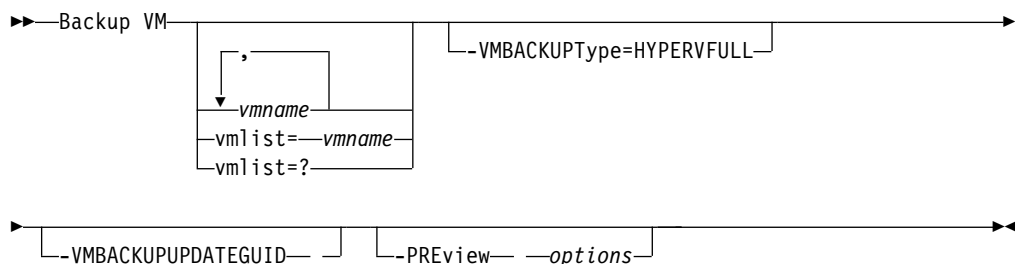 Backup VM
,
-VMBACKUPType=HYPERVFULL
vmname
vmlist= vmname
vmlist=?
-VMBACKUPUPDATEGUID
-PREview options